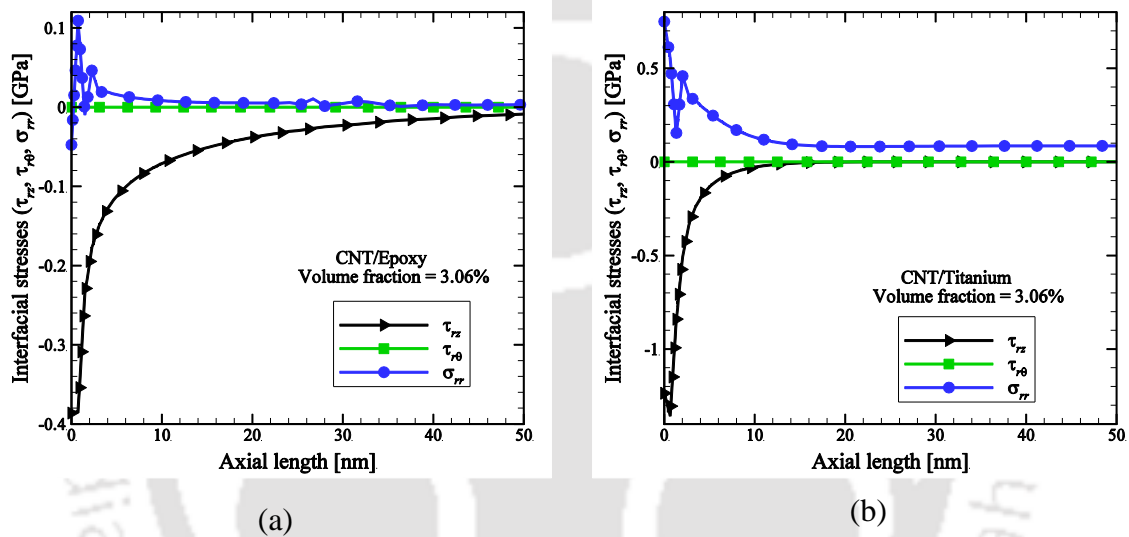 (a)
Interfacial stresses (τrz, τrθ, σrr) [GPa]
0.1
0
-0.1
-0.2
-0.3
-0.4
CNT/Epoxy
Volume fraction = 3.06%
τrz
τrθ
σrr
0 10 20 30 40 50
Axial length [nm]
(b)
Interfacial stresses (τrz, τrθ, σrr) [GPa]
0.5
0
-0.5
-1
CNT/Titanium
Volume fraction = 3.06%
τrz
τrθ
σrr
0 10 20 30 40 50
Axial length [nm]
(a)
(b)